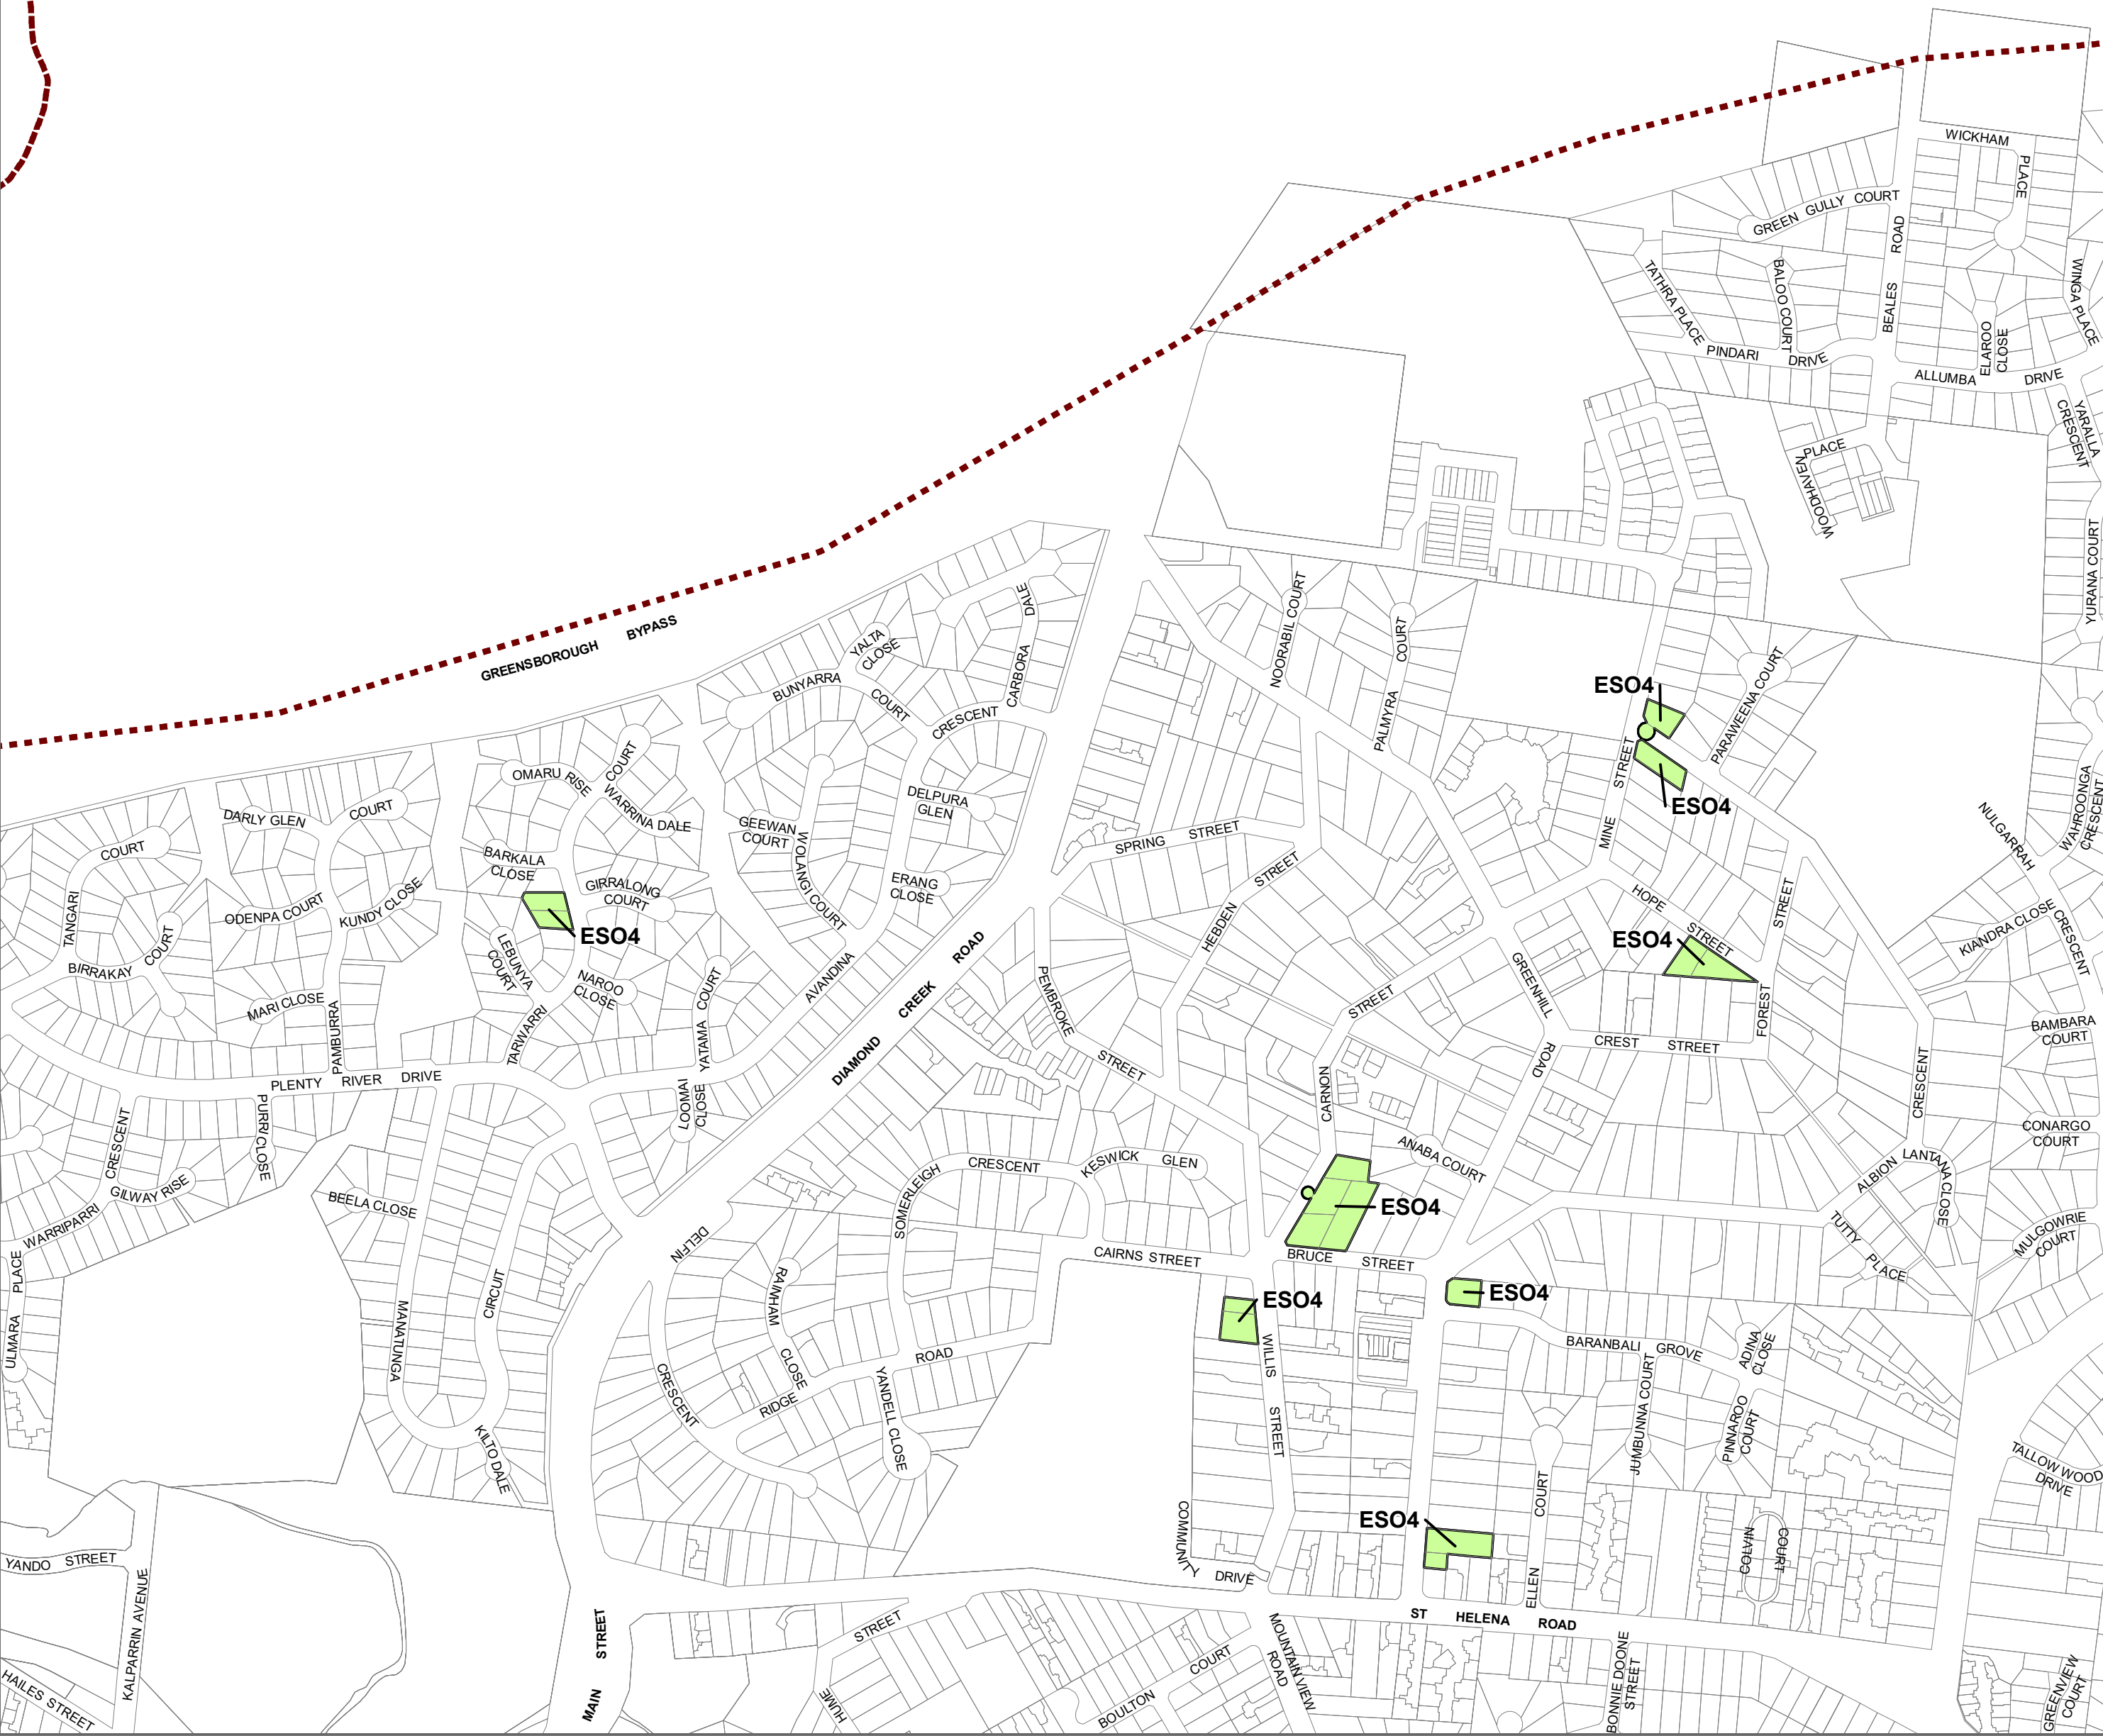 WICKHAM
PLACE
GREEN GULLY COURT
BEALES ROAD
TATHRA PLACE
BALOO COURT
WINGA PLACE
ELAROO
CLOSE
PINDARI DRIVE
ALLUMBA DRIVE
YARALLA
CRESCENT
PLACE
WOODHAVEN
YURANA COURT
GREENSBOROUGH BYPASS
YALTA
CLOSE
CARBORA DALE
BUNYARRA
COURT
CRESCENT
NOORABIL COURT
PALMYRA COURT
ESO4
PARAWEENA COURT
ESO4
MINE STREET
WAHROONGA
CRESCENT
NULGARRAH
CRESCENT
OMARU RISE
COURT
WARRINA DALE
DARLY GLEN
COURT
DELPURA
GLEN
GEEWAN
COURT
WOLANGI COURT
SPRING STREET
COURT
TANGARI
BARKALA
CLOSE
GIRRALONG
COURT
ERANG
CLOSE
HEBDEN STREET
HOPE STREET
STREET
KIANDRA CLOSE
ODENPA COURT
KUNDY CLOSE
ESO4
ESO4
BIRRAKAY COURT
LEBUNYA
COURT
NAROO
CLOSE
AVANDINA
DIAMOND CREEK ROAD
PEMBROKE
STREET
GREENHILL
ROAD
FOREST
MARI CLOSE
PAMBURRA
TARWARRI
YATAMA COURT
CARNON STREET
CREST STREET
BAMBARA
COURT
PLENTY RIVER DRIVE
LOOMAI
CLOSE
PURRI CLOSE
CRESCENT
CRESCENT
CONARGO
COURT
ANABA COURT
SOMERLEIGH CRESCENT
KESWICK GLEN
ALBION
LANTANA CLOSE
GILWAY RISE
WARRIPARRI
BEELA CLOSE
ESO4
TUTTY PLACE
MULGOWRIE
COURT
DELFIN
CAIRNS STREET
BRUCE STREET
ULMARA PLACE
CIRCUIT
MANATUNGA
RAINHAM CLOSE
ESO4
ESO4
WILLIS STREET
BARANBALI GROVE
ADINA
CLOSE
CRESCENT
RIDGE ROAD
YANDELL CLOSE
JUMBUNNA COURT
PINNAROO
COURT
KILTO DALE
TALLOW WOOD
DRIVE
COMMUNITY DRIVE
ESO4
ELLEN COURT
COLVIN
COURT
YANDO STREET
KALPARRIN AVENUE
MAIN STREET
HUME STREET
ST HELENA ROAD
HAILES STREET
BOULTON COURT
MOUNTAIN VIEW
ROAD
BONNIE DOONE
STREET
GREENVIEW
COURT